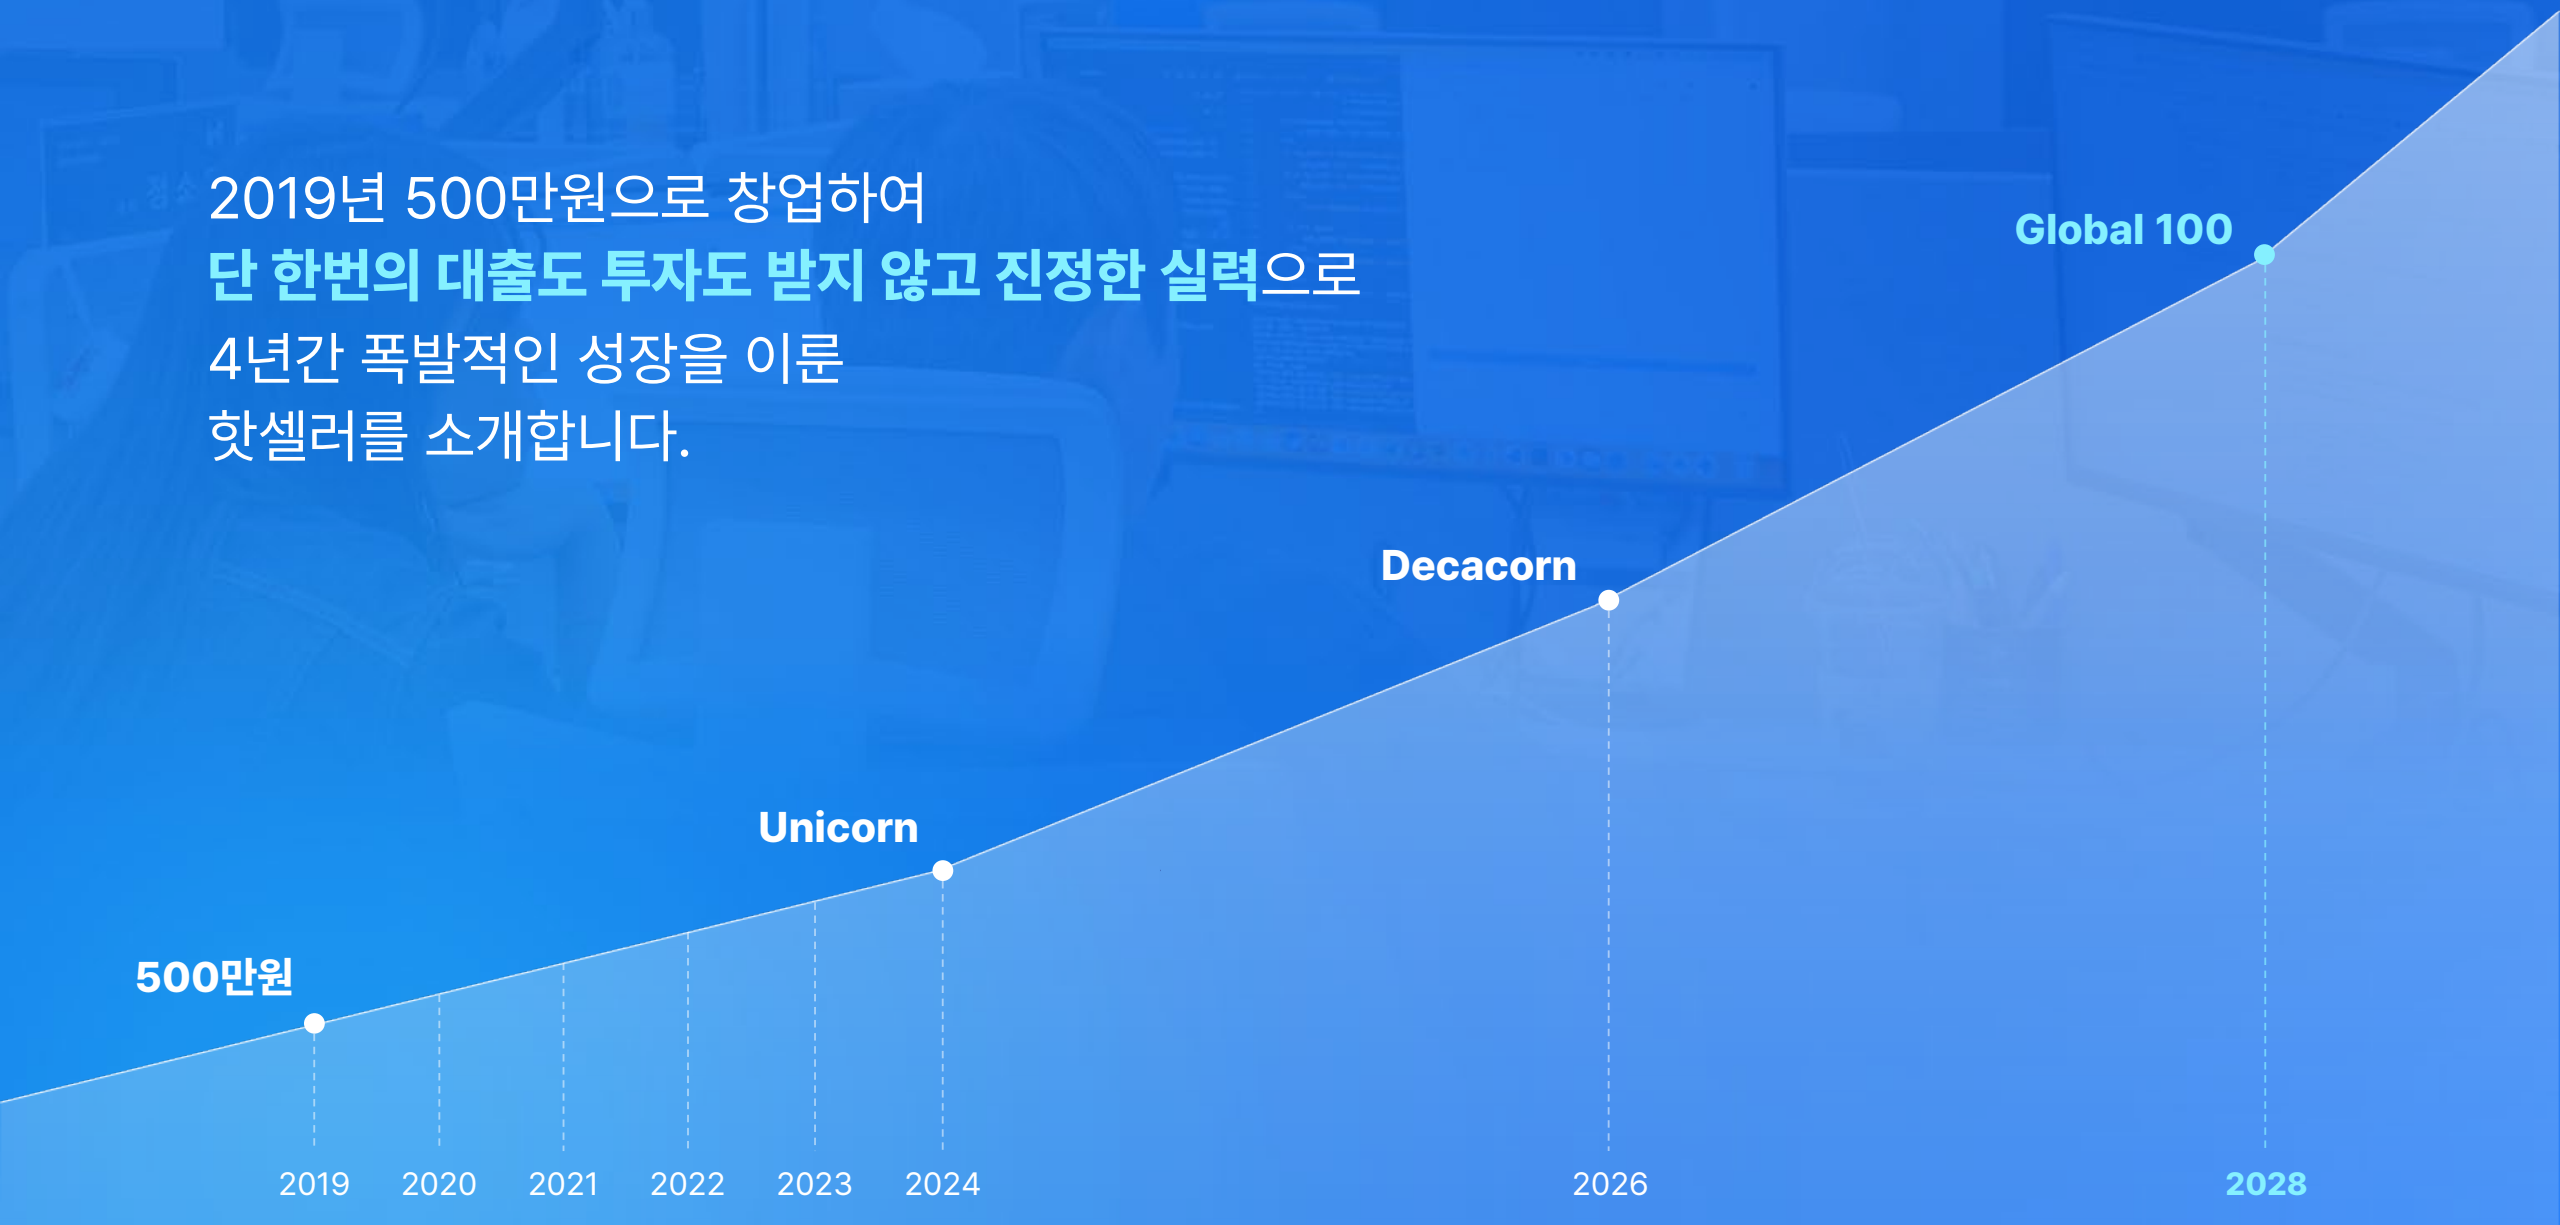 2019년 500만원으로 창업하여
단 한번의 대출도 투자도 받지 않고 진정한 실력으로
4년간 폭발적인 성장을 이룬
핫셀러를 소개합니다.
Global 100
Decacorn
Unicorn
500만원
2019 2020 2021 2022 2023 2024 2026 2028